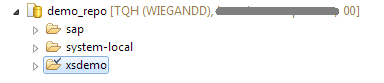 demo_repo [TQH (WIEGANDD), 00]
sap
system-local
xsdemo